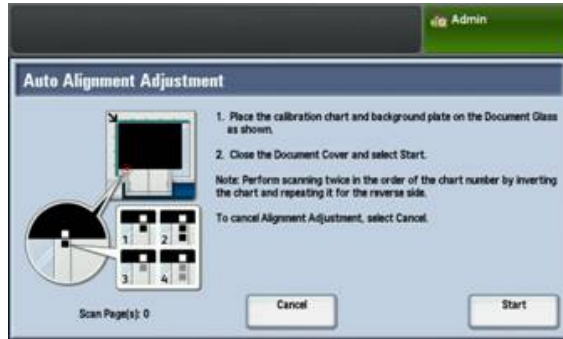 Admin
Auto Alignment Adjustment
1. Place the calibration chart and background plate on the Document Glass
as shown.
2. Close the Document Cover and select Start.
Note: Perform scanning twice in the order of the chart number by inverting
the chart and repeating it for the reverse side.
To cancel Alignment Adjustment, select Cancel.
1 2
3 4
Scan Page(s): 0
Cancel
Start